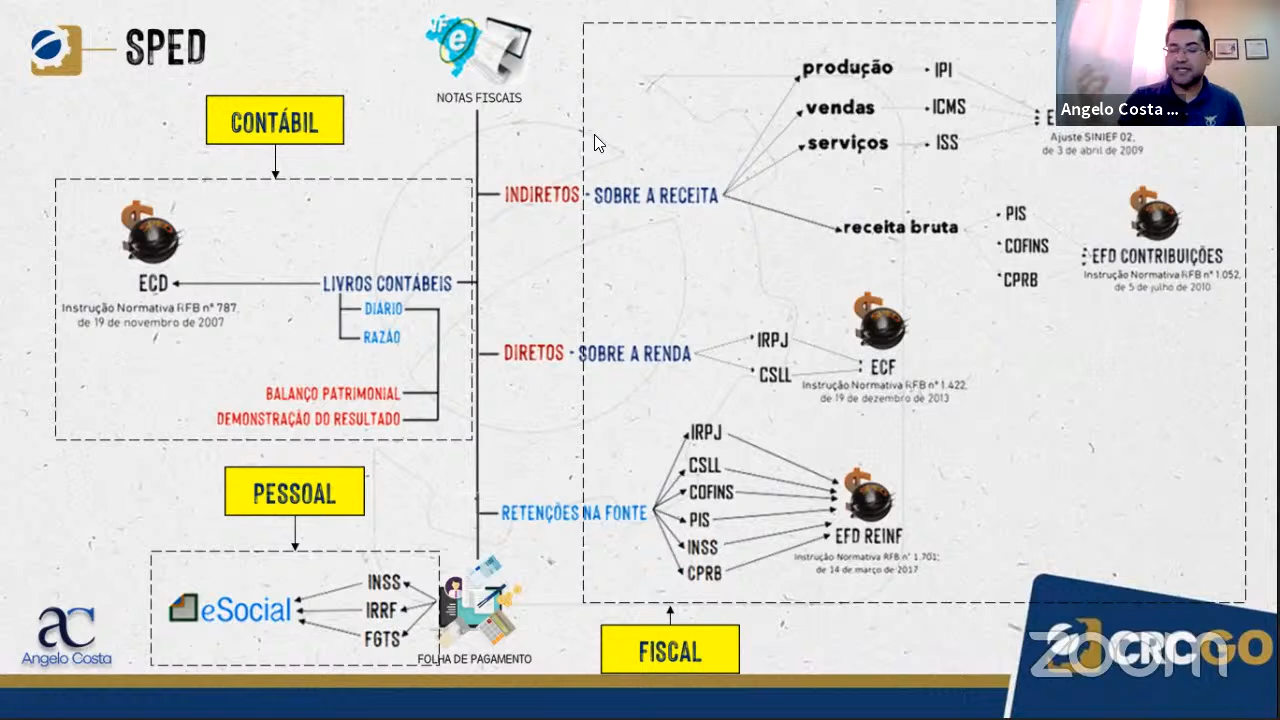 SPED
NFe
NOTAS FISCAIS
CONTÁBIL
ECD
Instrução Normativa RFB nº 787,
de 19 de novembro de 2007
LIVROS CONTÁBEIS
DIÁRIO
RAZÃO
BALANÇO PATRIMONIAL
DEMONSTRAÇÃO DO RESULTADO
PESSOAL
eSocial
INSS
IRRF
FGTS
FOLHA DE PAGAMENTO
INDIRETOS - SOBRE A RECEITA
produção
IPI
vendas
ICMS
serviços
ISS
Ajuste SINIEF 02,
de 3 de abril de 2009
receita bruta
PIS
COFINS
CPRB
EFD CONTRIBUIÇÕES
Instrução Normativa RFB nº 1.052,
de 5 de julho de 2010
DIRETOS - SOBRE A RENDA
IRPJ
CSLL
ECF
Instrução Normativa RFB nº 1.422,
de 19 de dezembro de 2013
RETENÇÕES NA FONTE
IRPJ
CSLL
COFINS
PIS
INSS
CPRB
EFD REINF
Instrução Normativa RFB nº 1.701,
de 14 de março de 2017
FISCAL
Angelo Costa ...
AC
Angelo Costa
CRCGO
zoom